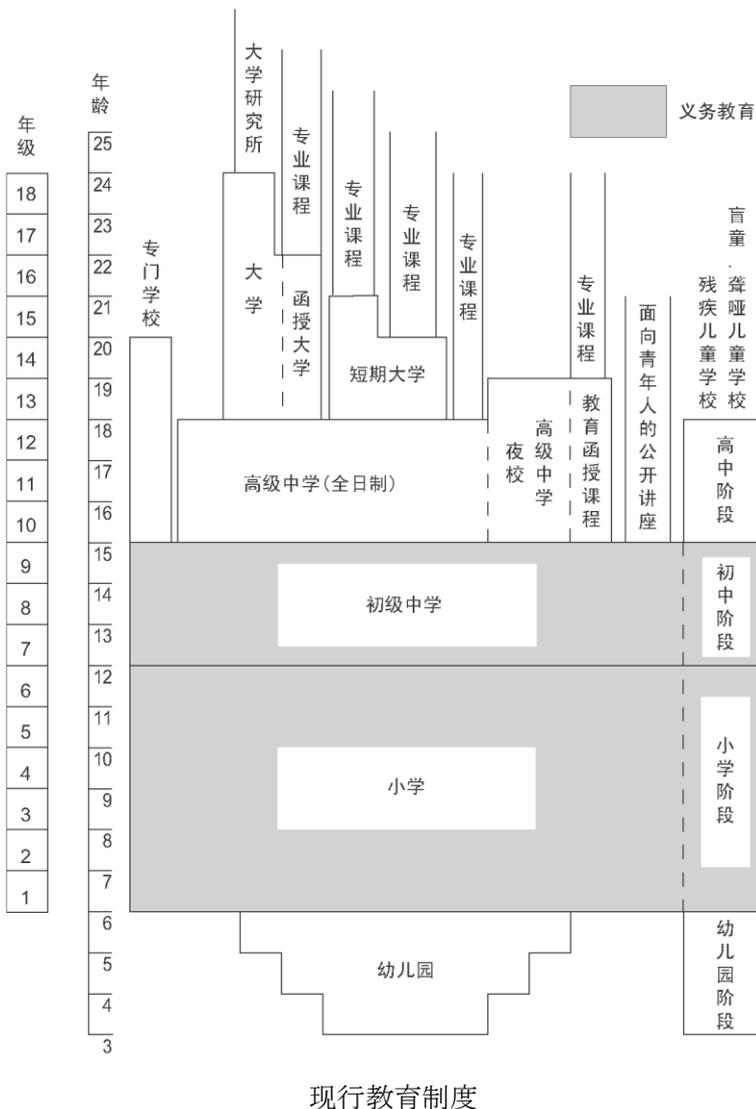 年级
18
17
16
15
14
13
12
11
10
9
8
7
6
5
4
3
2
1
年龄
25
24
23
22
21
20
19
18
17
16
15
14
13
12
11
10
9
8
7
6
5
4
3
专门学校
大学研究所
大学
专业课程
函授大学
专业课程
专业课程
短期大学
专业课程
高级中学(全日制)
高级中学
夜校
专业课程
教育函授课程
面向青年人的公开讲座
义务教育
盲童.聋哑儿童学校
残疾儿童学校
高中阶段
初级中学
初中阶段
小学
小学阶段
幼儿园
幼儿园阶段
现行教育制度